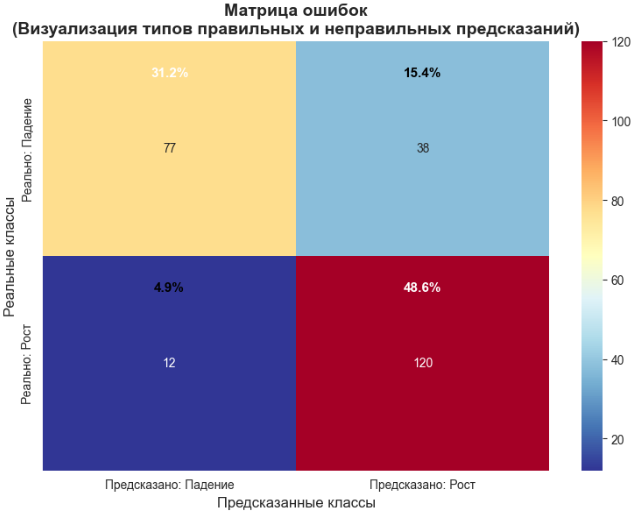 Матрица ошибок
(Визуализация типов правильных и неправильных предсказаний)
Реальные классы
Реально: Падение
31.2%
15.4%
77
38
Реально: Рост
4.9%
48.6%
12
120
Предсказано: Падение
Предсказано: Рост
Предсказанные классы
120
100
80
60
40
20